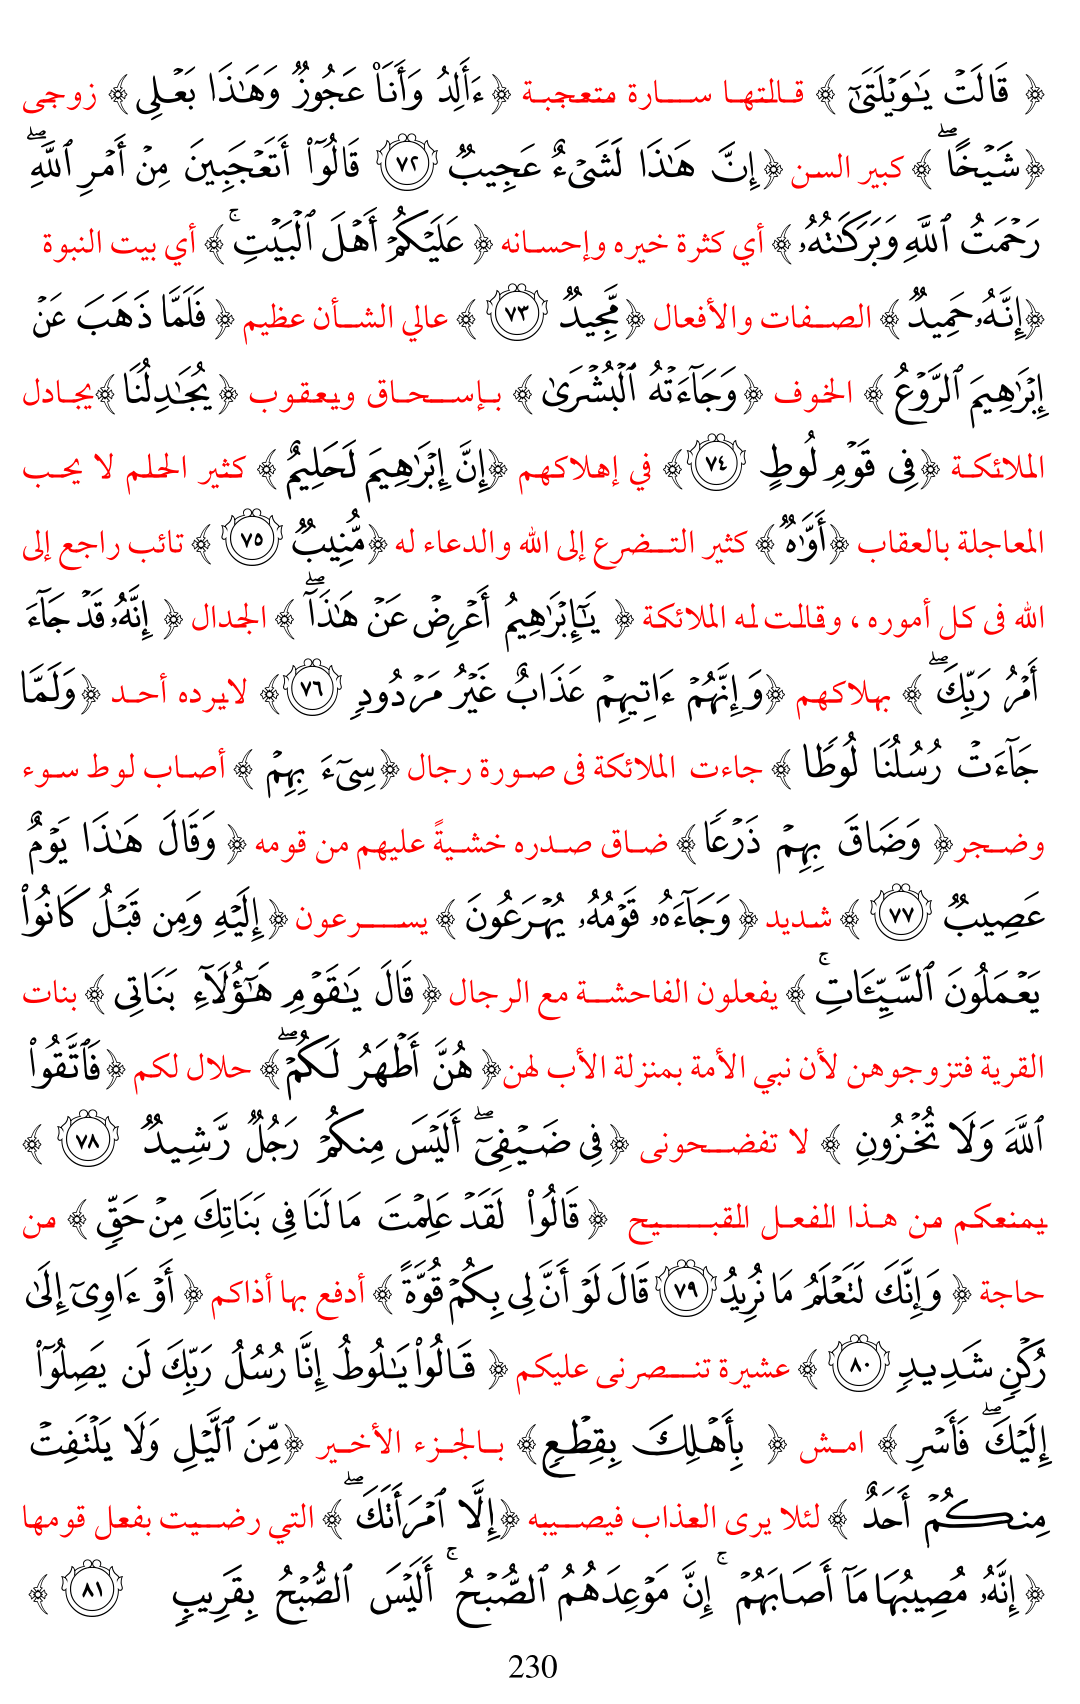 ﴿ قَالَتۡ يَٰوَيۡلَتَىٰٓ ﴾ قالتها سارة متعجبة ﴿ ءَأَلِدُ وَأَنَا۠ عَجُوزٞ وَهَٰذَا بَعۡلِي ﴾ زوجى
﴿ شَيۡخًاۖ ﴾ كبير السن ﴿ إِنَّ هَٰذَا لَشَيۡءٌ عَجِيبٞ ٧٢ قَالُوٓاْ أَتَعۡجَبِينَ مِنۡ أَمۡرِ ٱللَّهِۖ
رَحۡمَتُ ٱللَّهِ وَبَرَكَٰتُهُۥ ﴾ أي كثرة خيره وإحسانه ﴿ عَلَيۡكُمۡ أَهۡلَ ٱلۡبَيۡتِۚ ﴾ أي بيت النبوة
﴿ إِنَّهُۥ حَمِيدٞ ﴾ الصفات والأفعال ﴿ مَّجِيدٞ ٧٣ ﴾ عالي الشأن عظيم ﴿ فَلَمَّا ذَهَبَ عَنۡ
إِبۡرَٰهِيمَ ٱلرَّوۡعُ ﴾ الخوف ﴿ وَجَآءَتۡهُ ٱلۡبُشۡرَىٰ ﴾ بإسحاق ويعقوب ﴿ يُجَٰدِلُنَا ﴾ يجادل
الملائكة ﴿ فِي قَوۡمِ لُوطٍ ٧٤ ﴾ في إهلاكهم ﴿ إِنَّ إِبۡرَٰهِيمَ لَحَلِيمٌ ﴾ كثير الحلم لا يحب
المعاجلة بالعقاب ﴿ أَوَّٰهٞ ﴾ كثير التضرع إلى الله والدعاء له ﴿ مُّنِيبٞ ٧٥ ﴾ تائب راجع إلى
الله فى كل أموره ، وقالت له الملائكة ﴿ يَٰٓإِبۡرَٰهِيمُ أَعۡرِضۡ عَنۡ هَٰذَآۖ ﴾ الجدال ﴿ إِنَّهُۥ قَدۡ جَآءَ
أَمۡرُ رَبِّكَۖ ﴾ بهلاكهم ﴿ وَإِنَّهُمۡ ءَاتِيهِمۡ عَذَابٌ غَيۡرُ مَرۡدُودٖ ٧٦ ﴾ لايرده أحد ﴿ وَلَمَّا
جَآءَتۡ رُسُلُنَا لُوطٗا ﴾ جاءت الملائكة فى صورة رجال ﴿ سِيٓءَ بِهِمۡ ﴾ أصاب لوط سوء
وضجر ﴿ وَضَاقَ بِهِمۡ ذَرۡعٗا ﴾ ضاق صدره خشيةً عليهم من قومه ﴿ وَقَالَ هَٰذَا يَوۡمٌ
عَصِيبٞ ٧٧ ﴾ شديد ﴿ وَجَآءَهُۥ قَوۡمُهُۥ يُهۡرَعُونَ ﴾ يسرعون ﴿ إِلَيۡهِ وَمِن قَبۡلُ كَانُواْ
يَعۡمَلُونَ ٱلسَّيِّـَٔاتِۚ ﴾ يفعلون الفاحشة مع الرجال ﴿ قَالَ يَٰقَوۡمِ هَٰٓؤُلَآءِ بَنَاتِي ﴾ بنات
القرية فتزوجوهن لأن نبي الأمة بمنزلة الأب لهن ﴿ هُنَّ أَطۡهَرُ لَكُمۡۖ ﴾ حلال لكم ﴿ فَٱتَّقُواْ
ٱللَّهَ وَلَا تُخۡزُونِ ﴾ لا تفضحونى ﴿ فِي ضَيۡفِيٓۖ أَلَيۡسَ مِنكُمۡ رَجُلٞ رَّشِيدٞ ٧٨ ﴾
يمنعكم من هذا الفعل القبيح ﴿ قَالُواْ لَقَدۡ عَلِمۡتَ مَا لَنَا فِي بَنَاتِكَ مِنۡ حَقّٖ ﴾ من
حاجة ﴿ وَإِنَّكَ لَتَعۡلَمُ مَا نُرِيدُ ٧٩ قَالَ لَوۡ أَنَّ لِي بِكُمۡ قُوَّةً ﴾ أدفع بها أذاكم ﴿ أَوۡ ءَاوِيٓ إِلَىٰ
رُكۡنٖ شَدِيدٖ ٨٠ ﴾ عشيرة تنصرنى عليكم ﴿ قَالُواْ يَٰلُوطُ إِنَّا رُسُلُ رَبِّكَ لَن يَصِلُوٓاْ
إِلَيۡكَۖ فَأَسۡرِ ﴾ امش ﴿ بِأَهۡلِكَ بِقِطۡعٖ ﴾ بالجزء الأخير ﴿ مِّنَ ٱلَّيۡلِ وَلَا يَلۡتَفِتۡ
مِنكُمۡ أَحَدٌ ﴾ لئلا يرى العذاب فيصيبه ﴿ إِلَّا ٱمۡرَأَتَكَۖ ﴾ التي رضيت بفعل قومها
﴿ إِنَّهُۥ مُصِيبُهَا مَآ أَصَابَهُمۡۚ إِنَّ مَوۡعِدَهُمُ ٱلصُّبۡحُۚ أَلَيۡسَ ٱلصُّبۡحُ بِقَرِيبٖ ٨١ ﴾
230